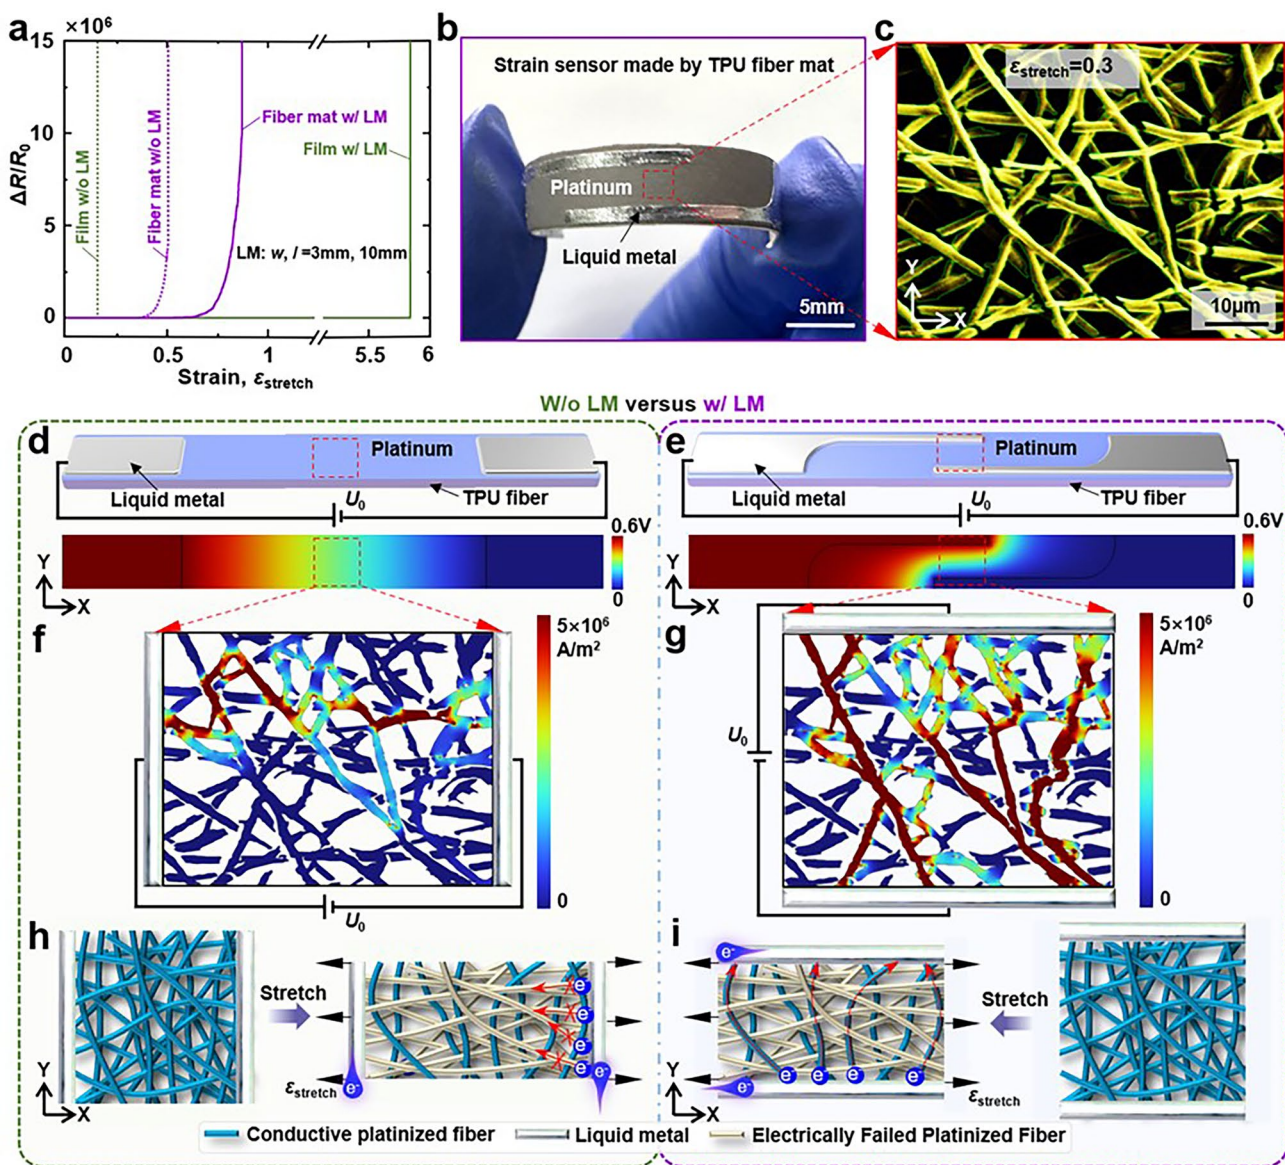 a
×10⁶
15
10
5
0
ΔR/R₀
Film w/o LM
Fiber mat w/o LM
Fiber mat w/ LM
Film w/ LM
LM: w, l =3mm, 10mm
0
0.5
1
5.5
6
Strain, εstretch
b
Strain sensor made by TPU fiber mat
Platinum
Liquid metal
5mm
c
εstretch=0.3
Y
X
10μm
W/o LM versus w/ LM
d
Platinum
Liquid metal
TPU fiber
U₀
0.6V
0
Y
X
e
Platinum
Liquid metal
TPU fiber
U₀
0.6V
0
Y
X
f
5×10⁶
A/m²
0
U₀
g
5×10⁶
A/m²
0
U₀
h
Stretch
e⁻
e⁻
e⁻
e⁻
e⁻
e⁻
εstretch
Y
X
i
e⁻
e⁻
e⁻
e⁻
e⁻
e⁻
Stretch
εstretch
Y
X
Conductive platinized fiber
Liquid metal
Electrically Failed Platinized Fiber